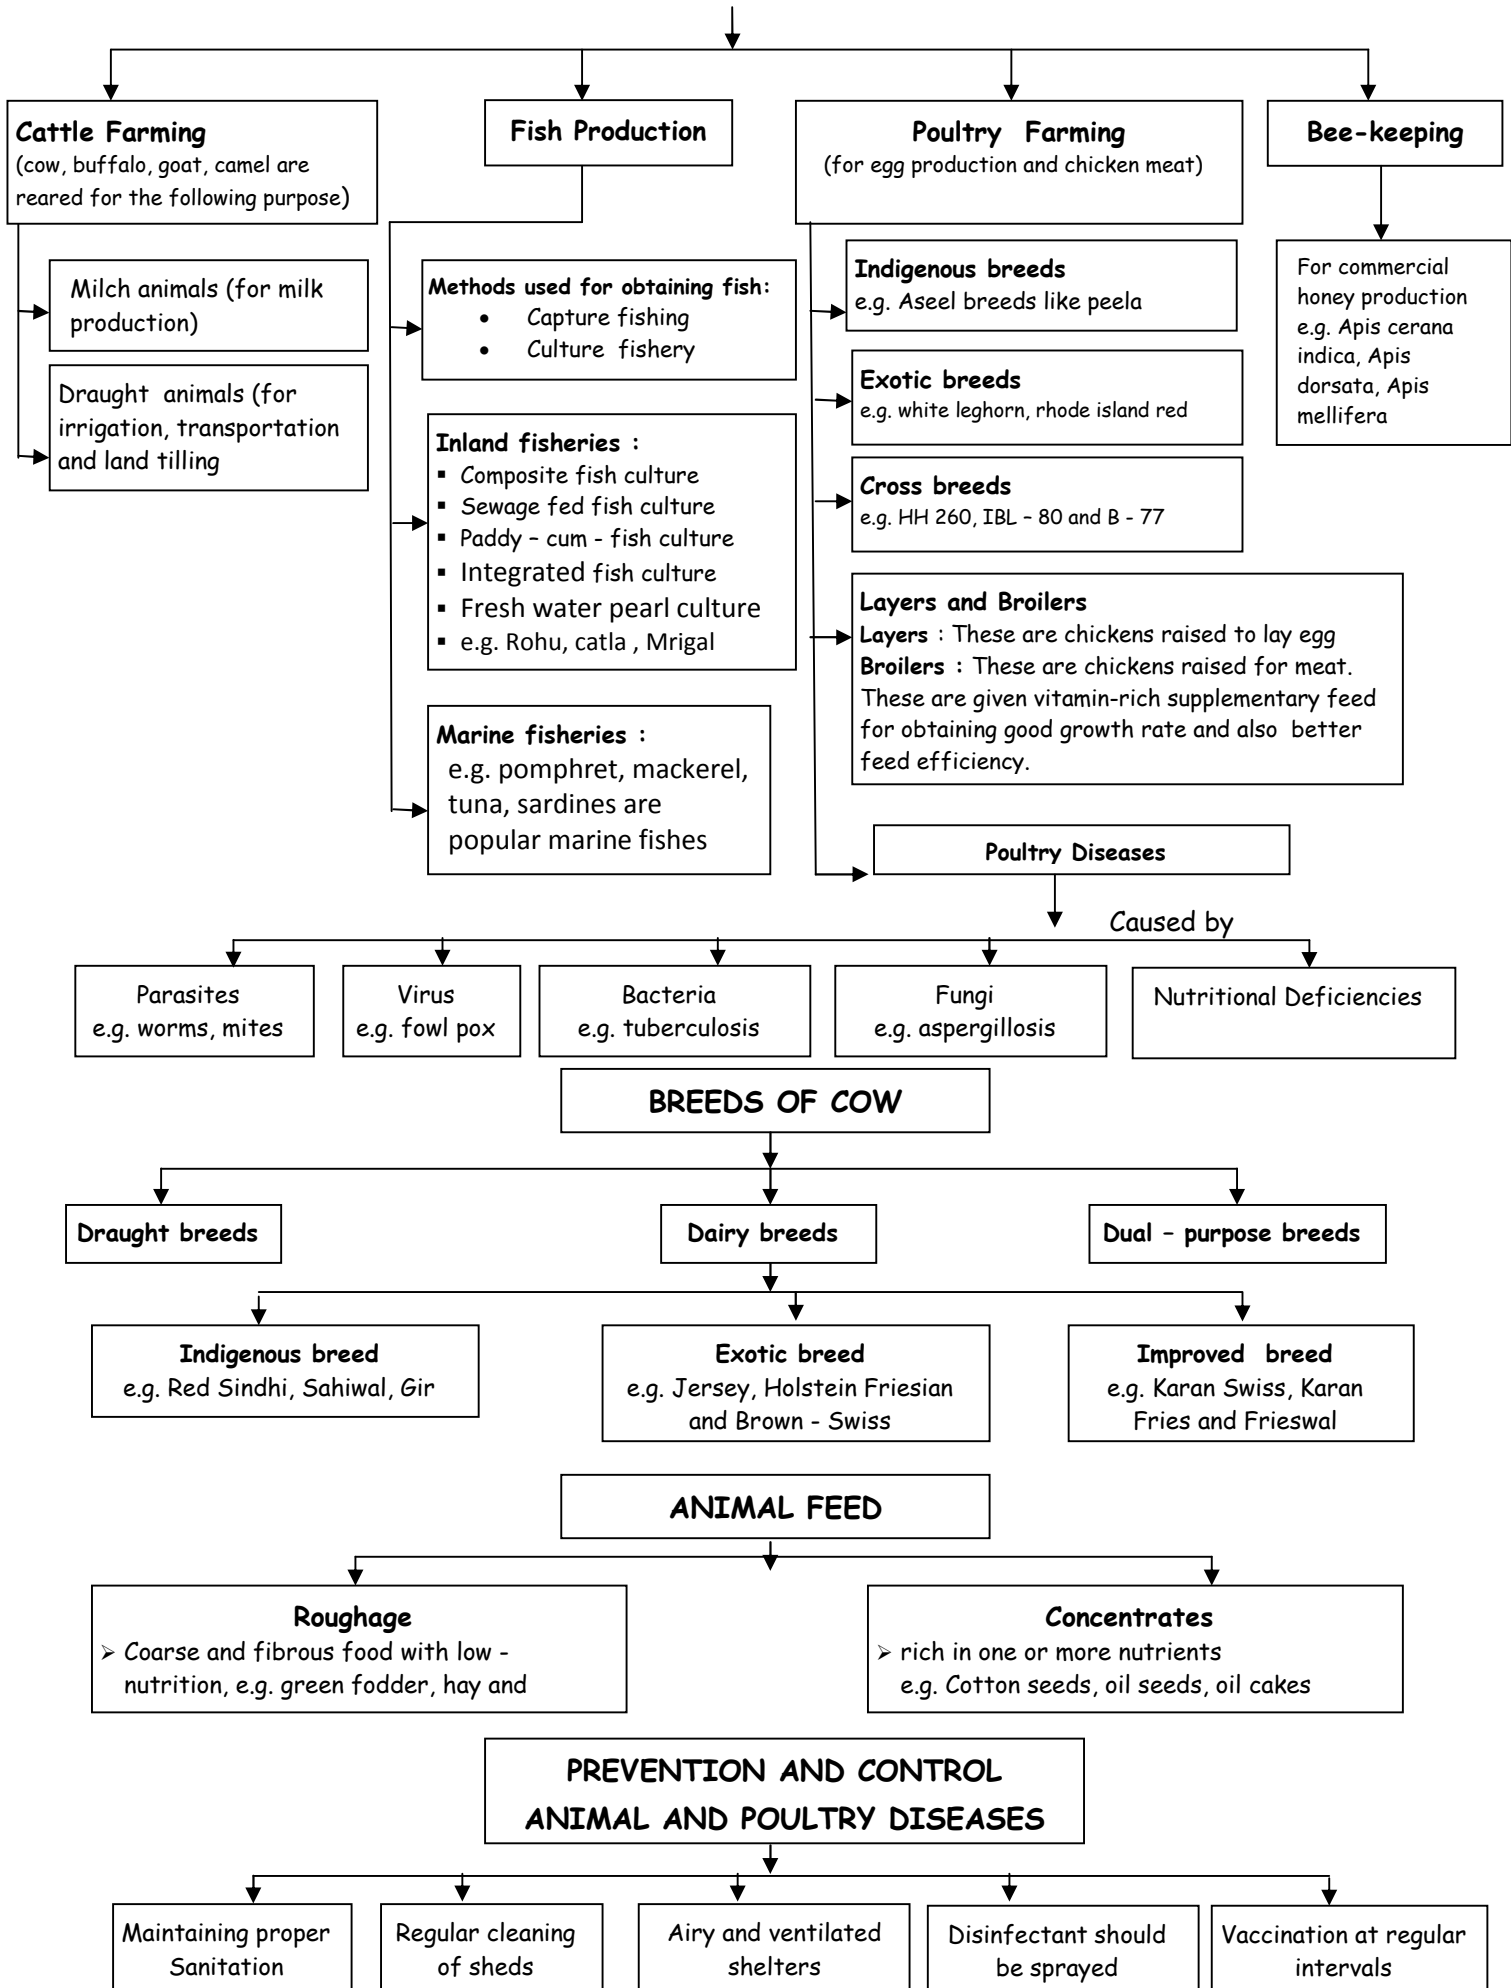 Cattle Farming
(cow, buffalo, goat, camel are
reared for the following purpose)
Milch animals (for milk
production)
Draught animals (for
irrigation, transportation
and land tilling
Fish Production
Methods used for obtaining fish:
• Capture fishing
• Culture fishery
Inland fisheries :
▪ Composite fish culture
▪ Sewage fed fish culture
▪ Paddy – cum - fish culture
▪ Integrated fish culture
▪ Fresh water pearl culture
▪ e.g. Rohu, catla , Mrigal
Marine fisheries :
e.g. pomphret, mackerel,
tuna, sardines are
popular marine fishes
Poultry Farming
(for egg production and chicken meat)
Indigenous breeds
e.g. Aseel breeds like peela
Exotic breeds
e.g. white leghorn, rhode island red
Cross breeds
e.g. HH 260, IBL – 80 and B - 77
Layers and Broilers
Layers : These are chickens raised to lay egg
Broilers : These are chickens raised for meat.
These are given vitamin-rich supplementary feed
for obtaining good growth rate and also better
feed efficiency.
Bee-keeping
For commercial
honey production
e.g. Apis cerana
indica, Apis
dorsata, Apis
mellifera
Poultry Diseases
Caused by
Parasites
e.g. worms, mites
Virus
e.g. fowl pox
Bacteria
e.g. tuberculosis
Fungi
e.g. aspergillosis
Nutritional Deficiencies
BREEDS OF COW
Draught breeds
Dairy breeds
Dual – purpose breeds
Indigenous breed
e.g. Red Sindhi, Sahiwal, Gir
Exotic breed
e.g. Jersey, Holstein Friesian
and Brown - Swiss
Improved breed
e.g. Karan Swiss, Karan
Fries and Frieswal
ANIMAL FEED
Roughage
➢ Coarse and fibrous food with low -
nutrition, e.g. green fodder, hay and
Concentrates
➢ rich in one or more nutrients
e.g. Cotton seeds, oil seeds, oil cakes
PREVENTION AND CONTROL
ANIMAL AND POULTRY DISEASES
Maintaining proper
Sanitation
Regular cleaning
of sheds
Airy and ventilated
shelters
Disinfectant should
be sprayed
Vaccination at regular
intervals